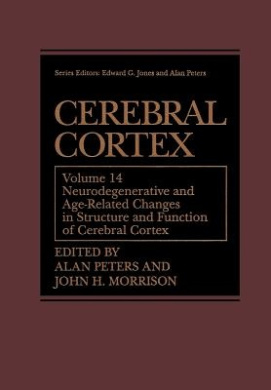 Series Editors: Edward G. Jones and Alan Peters
CEREBRAL
CORTEX
Volume 14
Neurodegenerative and
Age-Related Changes
in Structure and Function
of Cerebral Cortex
EDITED BY
ALAN PETERS AND
JOHN H. MORRISON